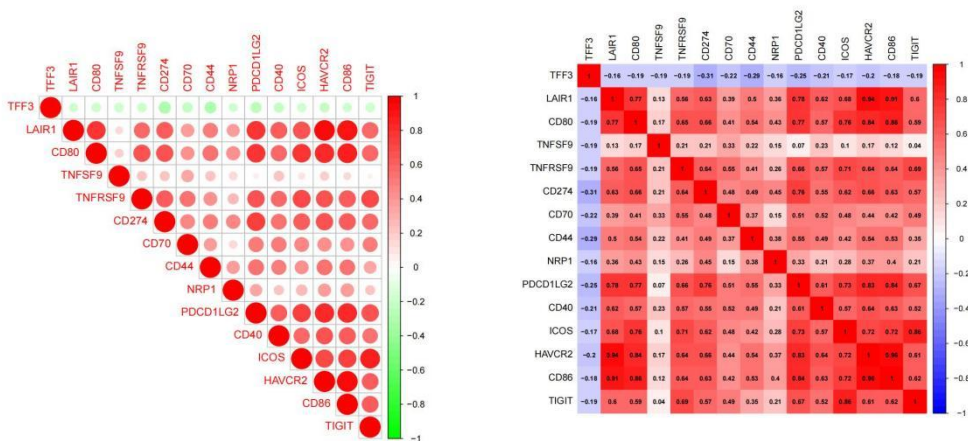 TFF3 LAIR1 CD80 TNFSF9 TNFRSF9 CD274 CD70 CD44 NRP1 PDCD1LG2 CD40 ICOS HAVCR2 CD86 TIGIT
TFF3
LAIR1
CD80
TNFSF9
TNFRSF9
CD274
CD70
CD44
NRP1
PDCD1LG2
CD40
ICOS
HAVCR2
CD86
TIGIT
1
0.8
0.6
0.4
0.2
0
−0.2
−0.4
−0.6
−0.8
−1
TFF3 LAIR1 CD80 TNFSF9 TNFRSF9 CD274 CD70 CD44 NRP1 PDCD1LG2 CD40 ICOS HAVCR2 CD86 TIGIT
TFF3 1 −0.16 −0.19 −0.19 −0.19 −0.31 −0.22 −0.29 −0.16 −0.25 −0.21 −0.17 −0.2 −0.18 −0.19
LAIR1 −0.16 1 0.77 0.13 0.56 0.63 0.39 0.5 0.36 0.78 0.62 0.68 0.94 0.91 0.6
CD80 −0.19 0.77 1 0.17 0.65 0.66 0.41 0.54 0.43 0.77 0.57 0.76 0.84 0.86 0.59
TNFSF9 −0.19 0.13 0.17 1 0.21 0.21 0.33 0.22 0.15 0.07 0.23 0.1 0.17 0.12 0.04
TNFRSF9 −0.19 0.56 0.65 0.21 1 0.64 0.55 0.41 0.26 0.66 0.57 0.71 0.64 0.64 0.69
CD274 −0.31 0.63 0.66 0.21 0.64 1 0.48 0.49 0.45 0.76 0.55 0.62 0.66 0.63 0.57
CD70 −0.22 0.39 0.41 0.33 0.55 0.48 1 0.37 0.15 0.51 0.52 0.48 0.44 0.42 0.49
CD44 −0.29 0.5 0.54 0.22 0.41 0.49 0.37 1 0.38 0.55 0.49 0.42 0.54 0.53 0.35
NRP1 −0.16 0.36 0.43 0.15 0.26 0.45 0.15 0.38 1 0.33 0.21 0.28 0.37 0.4 0.21
PDCD1LG2 −0.25 0.78 0.77 0.07 0.66 0.76 0.51 0.55 0.33 1 0.61 0.73 0.83 0.84 0.67
CD40 −0.21 0.62 0.57 0.23 0.57 0.55 0.52 0.49 0.21 0.61 1 0.57 0.64 0.63 0.52
ICOS −0.17 0.68 0.76 0.1 0.71 0.62 0.48 0.42 0.28 0.73 0.57 1 0.72 0.72 0.86
HAVCR2 −0.2 0.94 0.84 0.17 0.64 0.66 0.44 0.54 0.37 0.83 0.64 0.72 1 0.96 0.61
CD86 −0.18 0.91 0.86 0.12 0.64 0.63 0.42 0.53 0.4 0.84 0.63 0.72 0.96 1 0.62
TIGIT −0.19 0.6 0.59 0.04 0.69 0.57 0.49 0.35 0.21 0.67 0.52 0.86 0.61 0.62 1
1
0.8
0.6
0.4
0.2
0
−0.2
−0.4
−0.6
−0.8
−1